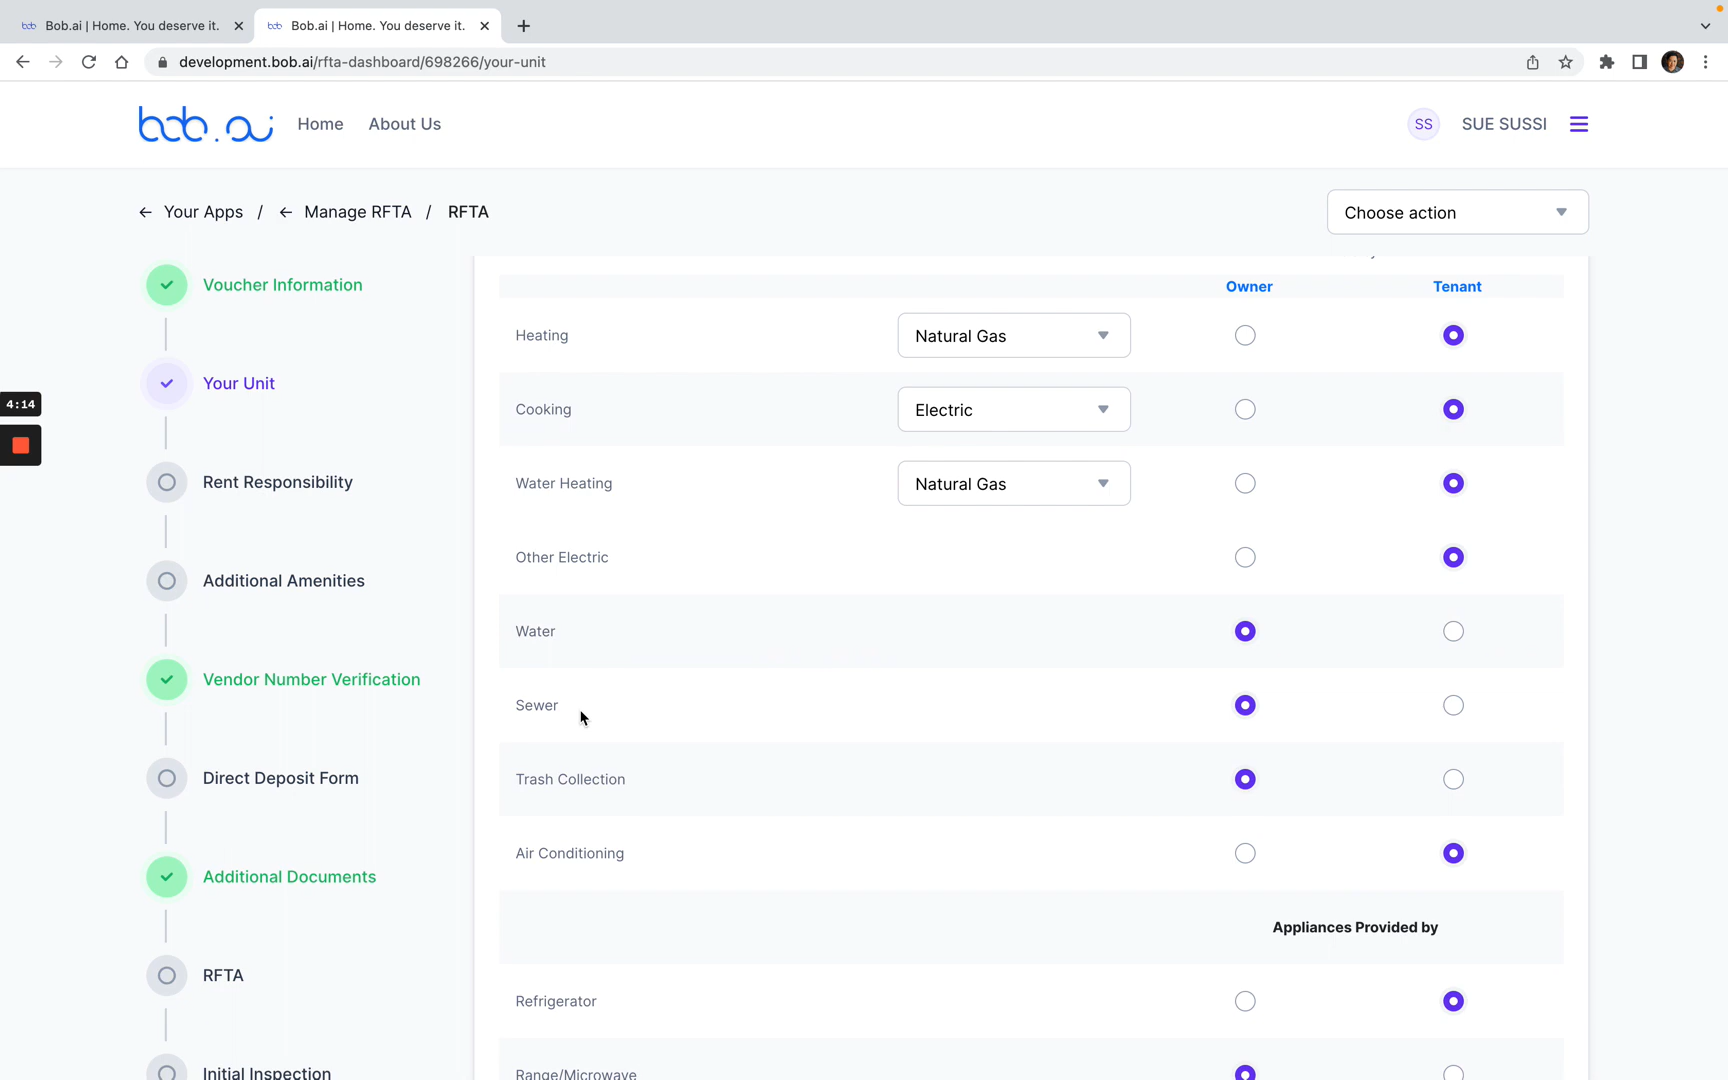 Bob.ai | Home. You deserve it.
Bob.ai | Home. You deserve it.
development.bob.ai/rfta-dashboard/698266/your-unit
bob.ai
Home
About Us
SS
SUE SUSSI
Your Apps / Manage RFTA / RFTA
Choose action
Voucher Information
Your Unit
Rent Responsibility
Additional Amenities
Vendor Number Verification
Direct Deposit Form
Additional Documents
RFTA
Initial Inspection
4:14
Owner Tenant
Heating Natural Gas
Cooking Electric
Water Heating Natural Gas
Other Electric
Water
Sewer
Trash Collection
Air Conditioning
Appliances Provided by
Refrigerator
Range/Microwave